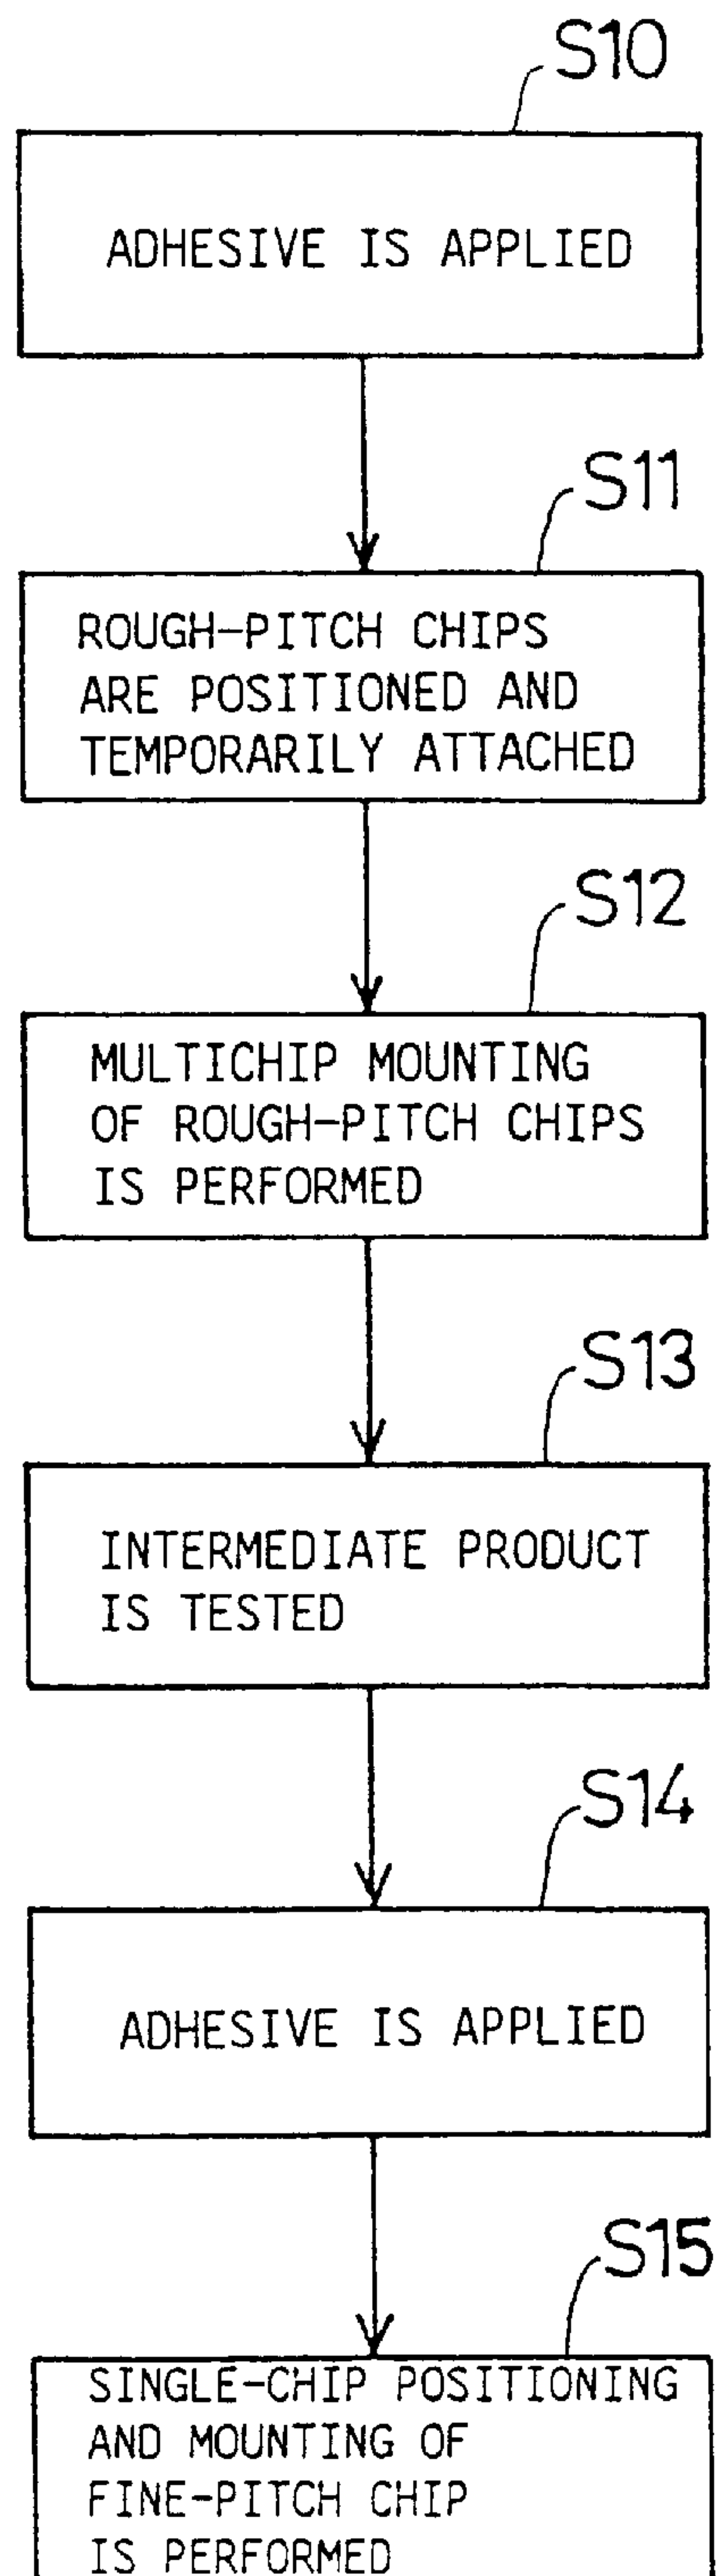 S10
ADHESIVE IS APPLIED
S11
ROUGH-PITCH CHIPS
ARE POSITIONED AND
TEMPORARILY ATTACHED
S12
MULTICHIP MOUNTING
OF ROUGH-PITCH CHIPS
IS PERFORMED
S13
INTERMEDIATE PRODUCT
IS TESTED
S14
ADHESIVE IS APPLIED
S15
SINGLE-CHIP POSITIONING
AND MOUNTING OF
FINE-PITCH CHIP
IS PERFORMED